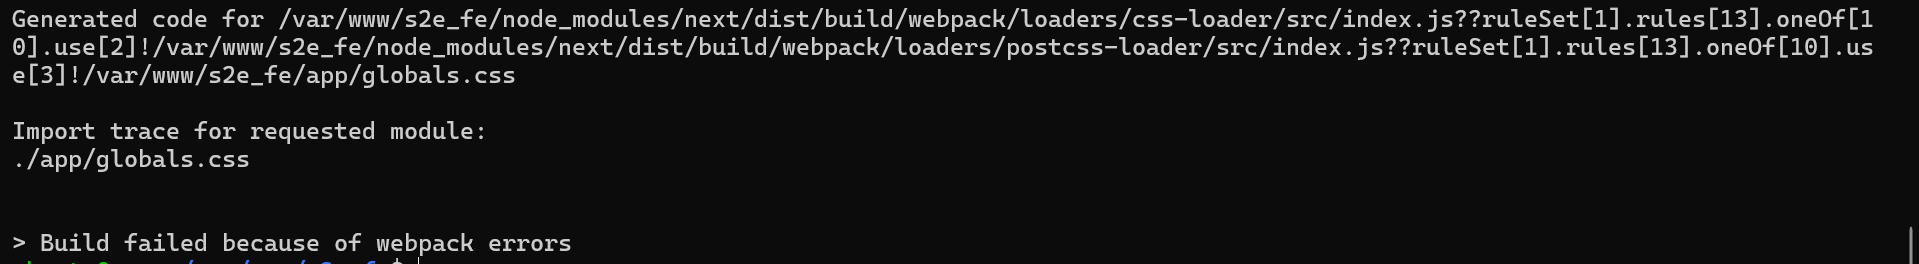 Generated code for /var/www/s2e_fe/node_modules/next/dist/build/webpack/loaders/css-loader/src/index.js??ruleSet[1].rules[13].oneOf[1
0].use[2]!/var/www/s2e_fe/node_modules/next/dist/build/webpack/loaders/postcss-loader/src/index.js??ruleSet[1].rules[13].oneOf[10].us
e[3]!/var/www/s2e_fe/app/globals.css
Import trace for requested module:
./app/globals.css
> Build failed because of webpack errors